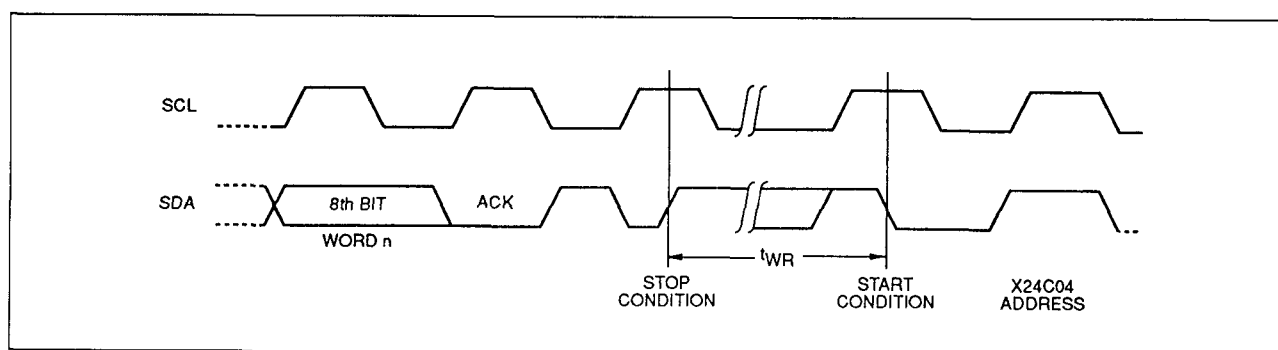 SCL
SDA
8th BIT
ACK
WORD n
tWR
STOP
CONDITION
START
CONDITION
X24C04
ADDRESS